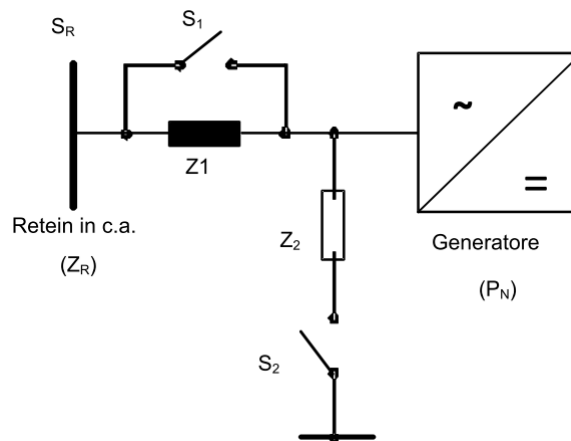 S_R
S_1
~
Z1
=
Retein in c.a.
(Z_R)
Z_2
Generatore
(P_N)
S_2